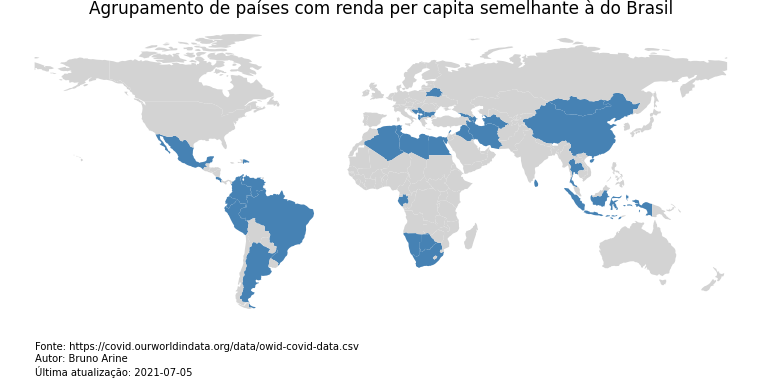 Agrupamento de países com renda per capita semelhante à do Brasil
Fonte: https://covid.ourworldindata.org/data/owid-covid-data.csv
Autor: Bruno Arine
Última atualização: 2021-07-05